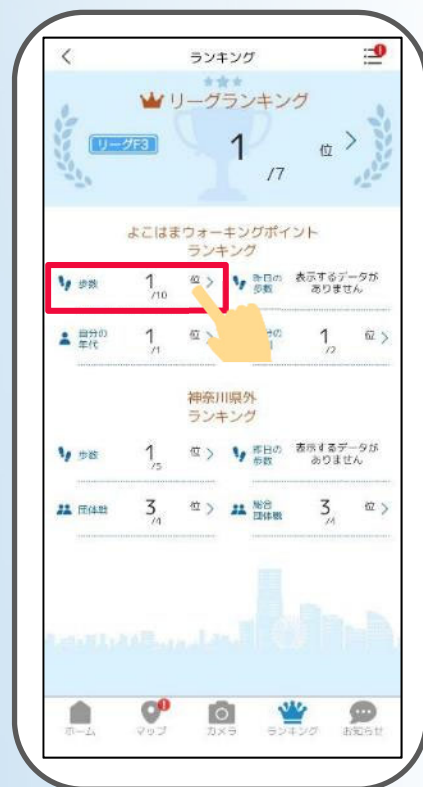 ランキング
リーグランキング
リーグF3
1
位
/7
よこはまウォーキングポイント
ランキング
歩数
1
位
/10
昨日の
歩数
表示するデータが
ありません
自分の
年代
1
位
/1
1
位
/2
神奈川県外
ランキング
歩数
1
位
/5
昨日の
歩数
表示するデータが
ありません
団体戦
3
位
/4
総合
団体戦
3
位
/4
ホーム
マップ
カメラ
ランキング
お知らせ